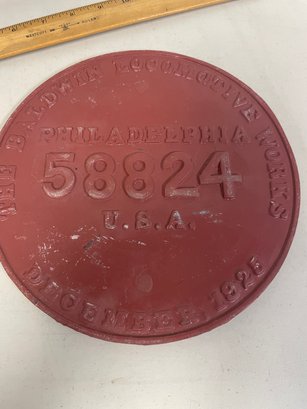 THE BALDWIN LOCOMOTIVE WORKS
PHILADELPHIA
58824
U.S.A.
DECEMBER 1925